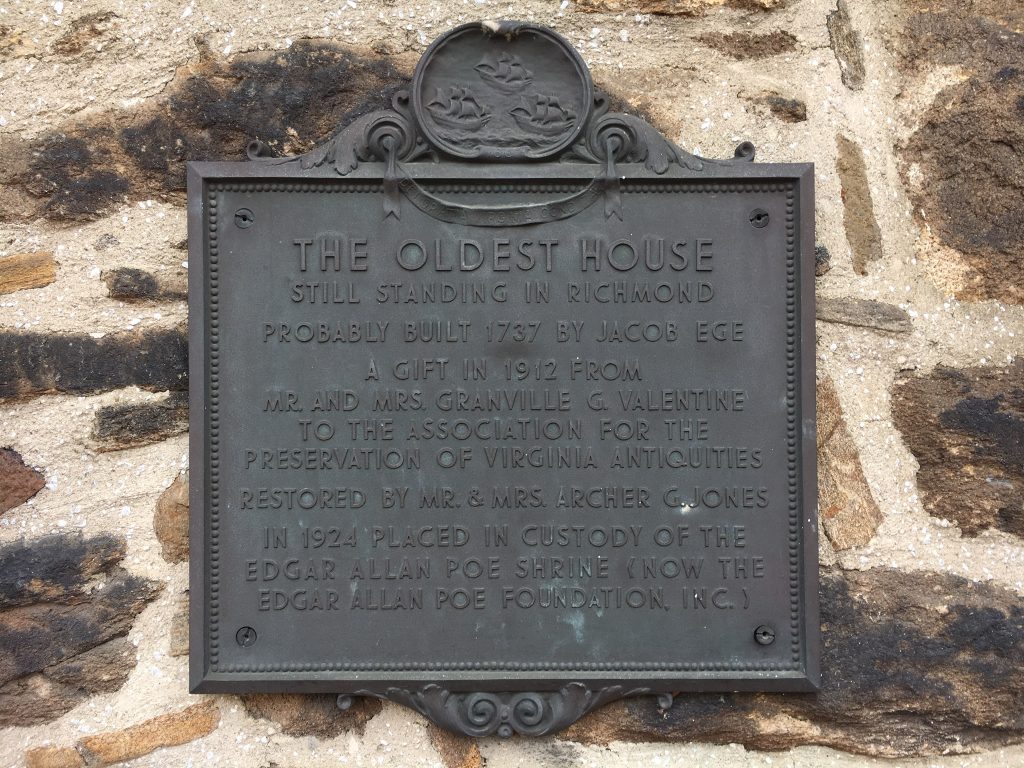 THE OLDEST HOUSE
STILL STANDING IN RICHMOND
PROBABLY BUILT 1737 BY JACOB EGE
A GIFT IN 1912 FROM
MR. AND MRS. GRANVILLE G. VALENTINE
TO THE ASSOCIATION FOR THE
PRESERVATION OF VIRGINIA ANTIQUITIES
RESTORED BY MR. & MRS. ARCHER G. JONES
IN 1924 PLACED IN CUSTODY OF THE
EDGAR ALLAN POE SHRINE (NOW THE
EDGAR ALLAN POE FOUNDATION, INC.)